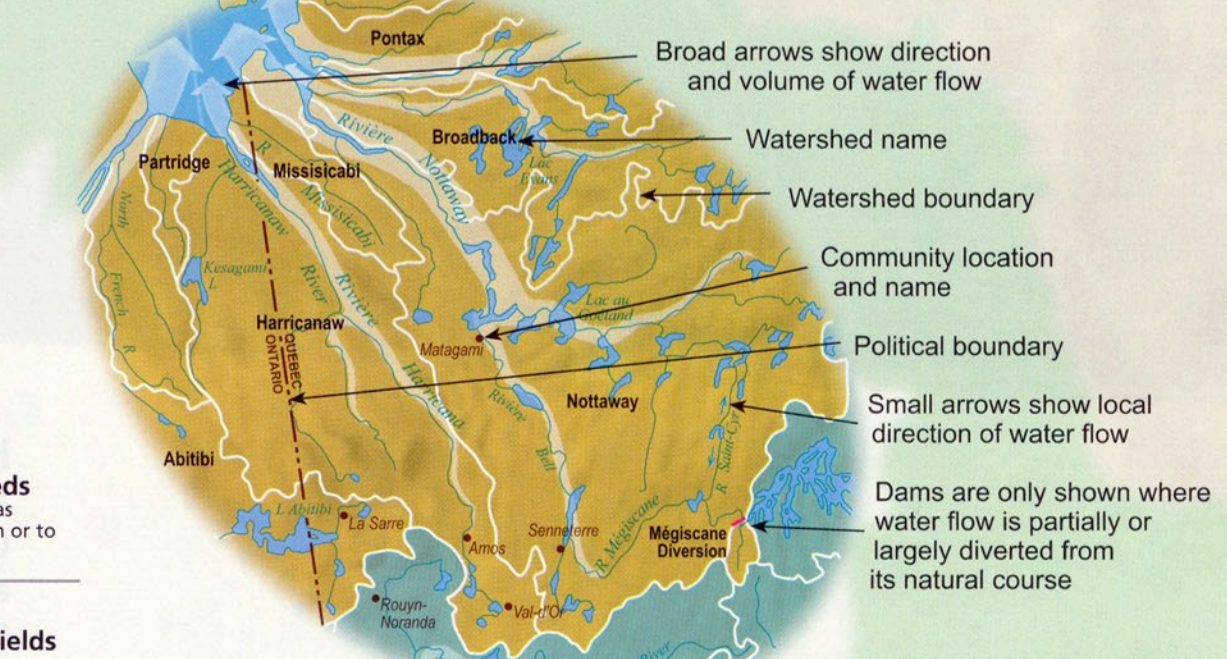 Pontax
Broad arrows show direction
and volume of water flow
Rivière
Nottaway
Broadback
Watershed name
Lac
Evans
Partridge
R
Harricanaw
River
Missisicabi
Missisicabi
Watershed boundary
North
French
R
Kesagami
L
Community location
and name
Lac au
Goéland
Rivière
Harricana
Harricanaw
QUEBEC
ONTARIO
Matagami
Political boundary
Rivière
Bell
Nottaway
Small arrows show local
direction of water flow
R Saint-Cyr
Abitibi
eds
as
n or to
L Abitibi
La Sarre
Amos
Senneterre
R Mégiscane
Mégiscane
Diversion
Dams are only shown where
water flow is partially or
largely diverted from
its natural course
Rouyn-
Noranda
Val-d'Or
River
ields